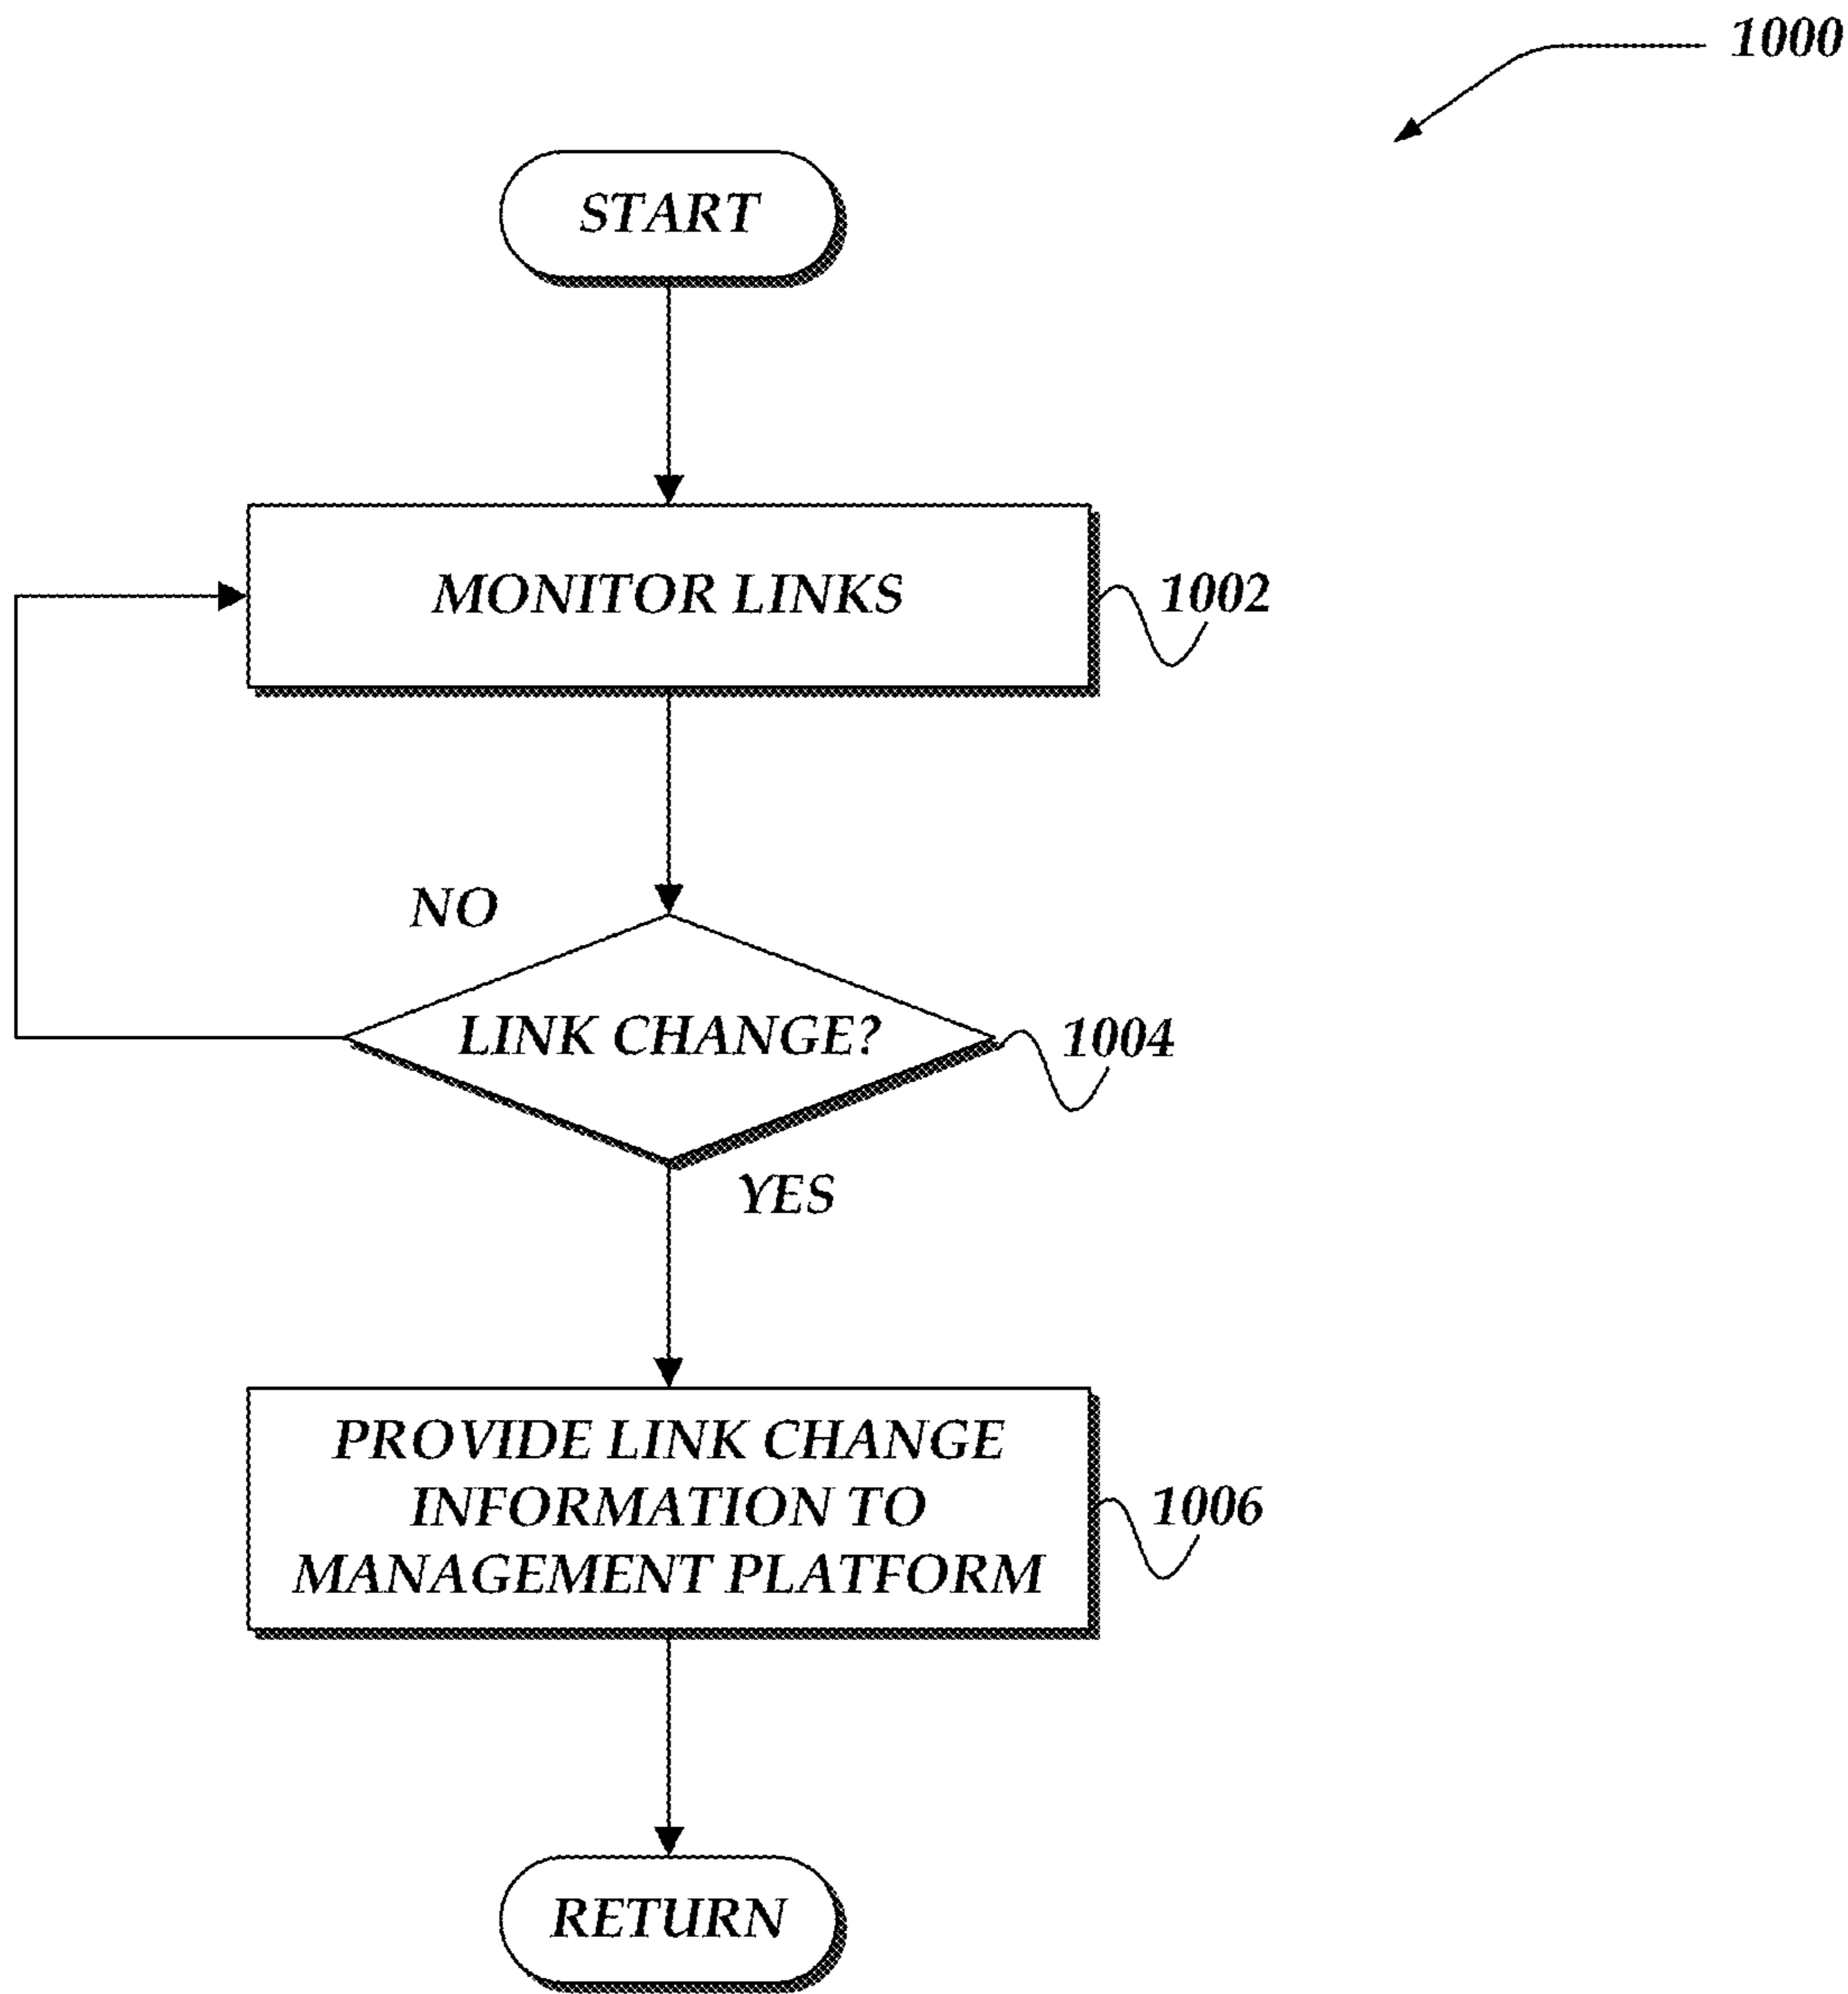 1000
START
MONITOR LINKS
1002
NO
LINK CHANGE?
1004
YES
PROVIDE LINK CHANGE
INFORMATION TO
MANAGEMENT PLATFORM
1006
RETURN